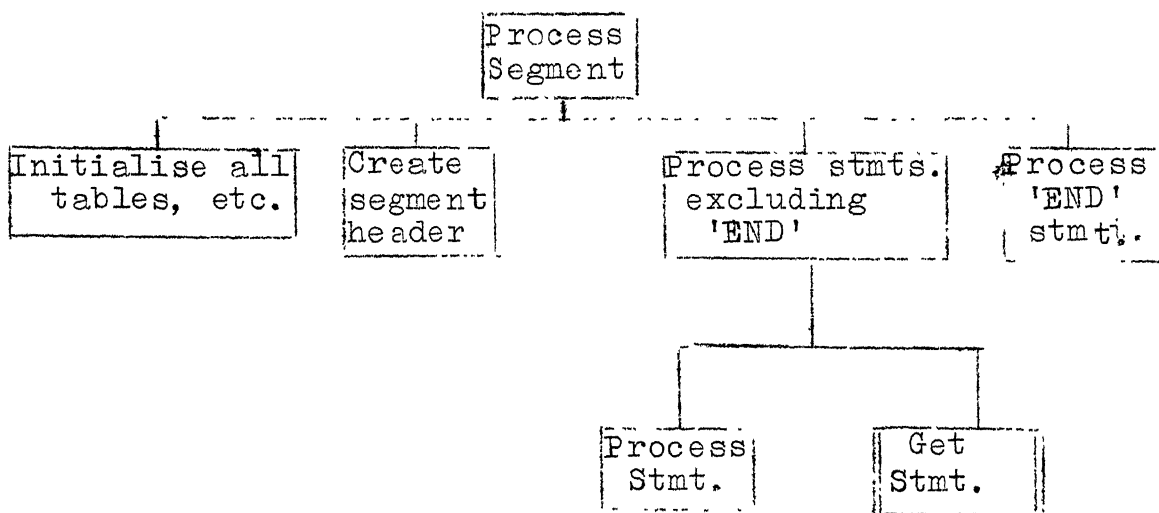 Process
Segment
Initialise all
tables, etc.
Create
segment
header
Process stmts.
excluding
'END'
Process
'END'
stmt.
Process
Stmt.
Get
Stmt.